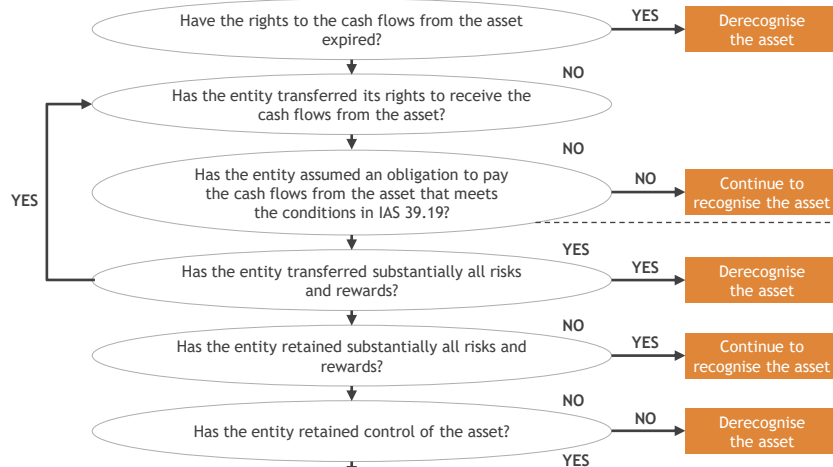 Have the rights to the cash flows from the asset
expired?
YES
Derecognise
the asset
NO
Has the entity transferred its rights to receive the
cash flows from the asset?
NO
YES
Has the entity assumed an obligation to pay
the cash flows from the asset that meets
the conditions in IAS 39.19?
NO
Continue to
recognise the asset
YES
Has the entity transferred substantially all risks
and rewards?
YES
Derecognise
the asset
NO
Has the entity retained substantially all risks and
rewards?
YES
Continue to
recognise the asset
NO
Has the entity retained control of the asset?
NO
Derecognise
the asset
YES